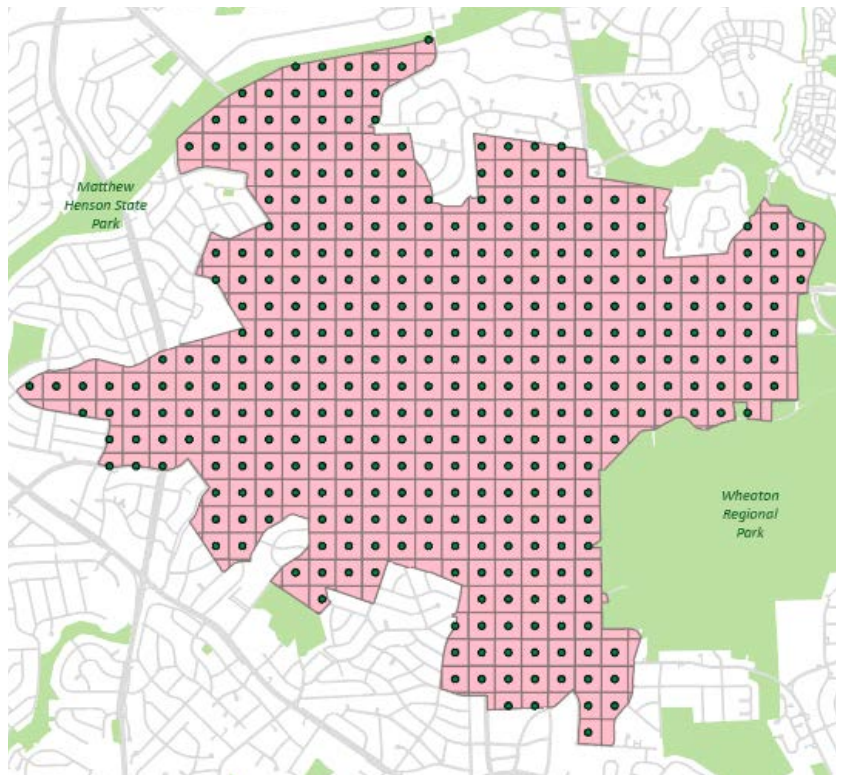 Matthew
Henson State
Park
Wheaton
Regional
Park